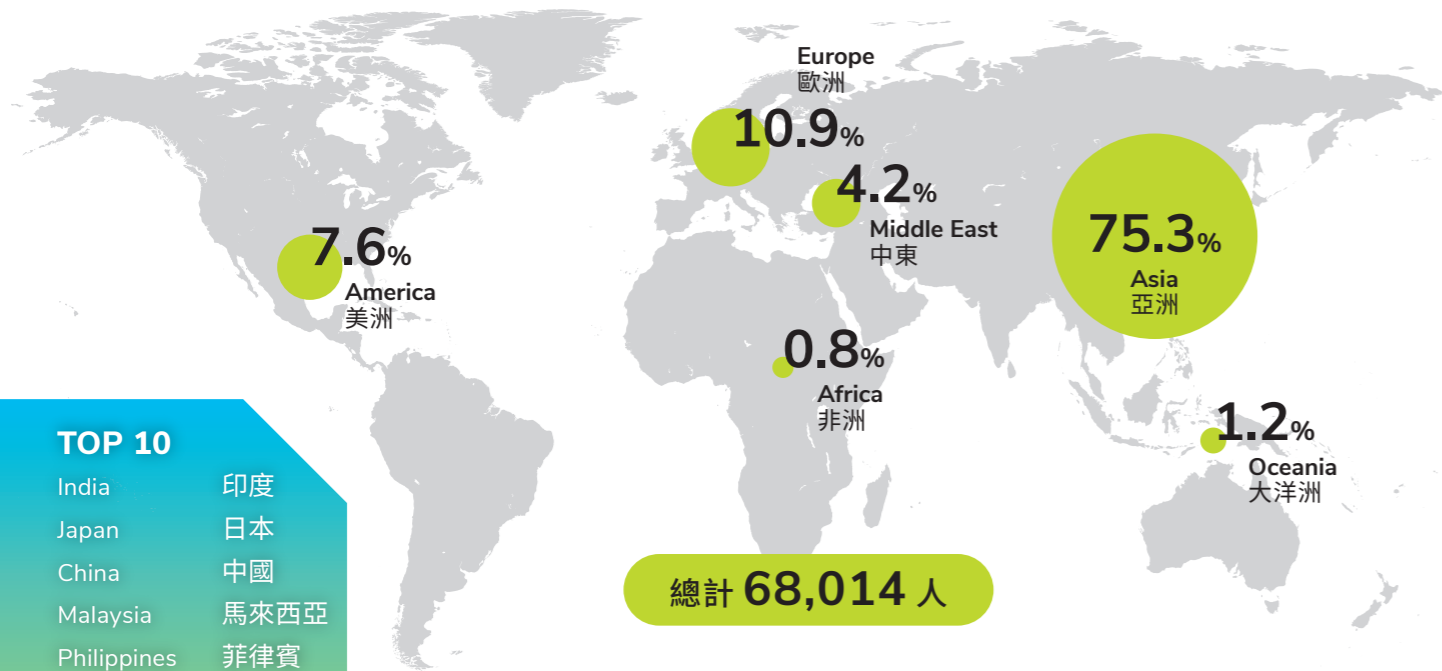 Europe
歐洲
10.9%
4.2%
Middle East
中東
75.3%
Asia
亞洲
7.6%
America
美洲
0.8%
Africa
非洲
1.2%
Oceania
大洋洲
TOP 10
India 印度
Japan 日本
China 中國
Malaysia 馬來西亞
Philippines 菲律賓
總計 68,014 人